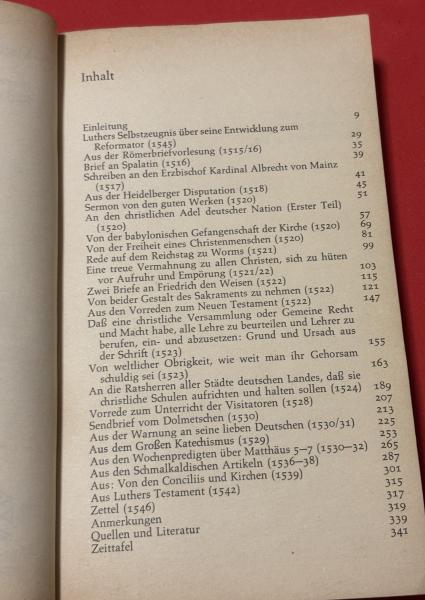 Inhalt
Einleitung 9
Luthers Selbstzeugnis über seine Entwicklung zum
Reformator (1545) 29
Aus der Römerbriefvorlesung (1515/16) 35
Brief an Spalatin (1516) 39
Schreiben an den Erzbischof Kardinal Albrecht von Mainz
(1517) 41
Aus der Heidelberger Disputation (1518) 45
Sermon von den guten Werken (1520) 51
An den christlichen Adel deutscher Nation (Erster Teil)
(1520) 57
Von der babylonischen Gefangenschaft der Kirche (1520) 69
Von der Freiheit eines Christenmenschen (1520) 81
Rede auf dem Reichstag zu Worms (1521) 99
Eine treue Vermahnung zu allen Christen, sich zu hüten
vor Aufruhr und Empörung (1521/22) 103
Zwei Briefe an Friedrich den Weisen (1522) 115
Von beider Gestalt des Sakraments zu nehmen (1522) 121
Aus den Vorreden zum Neuen Testament (1522) 147
Daß eine christliche Versammlung oder Gemeine Recht
und Macht habe, alle Lehre zu beurteilen und Lehrer zu
berufen, ein- und abzusetzen: Grund und Ursach aus
der Schrift (1523) 155
Von weltlicher Obrigkeit, wie weit man ihr Gehorsam
schuldig sei (1523) 163
An die Ratsherren aller Städte deutschen Landes, daß sie
christliche Schulen aufrichten und halten sollen (1524) 189
Vorrede zum Unterricht der Visitatoren (1528) 207
Sendbrief vom Dolmetschen (1530) 213
Aus der Warnung an seine lieben Deutschen (1530/31) 225
Aus dem Großen Katechismus (1529) 253
Aus den Wochenpredigten über Matthäus 5–7 (1530–32) 265
Aus den Schmalkaldischen Artikeln (1536–38) 287
Aus: Von den Conciliis und Kirchen (1539) 301
Aus Luthers Testament (1542) 315
Zettel (1546) 317
Anmerkungen 319
Quellen und Literatur 339
Zeittafel 341